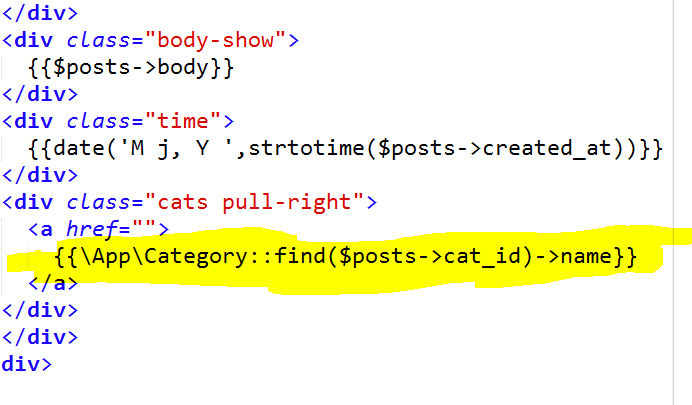 </div>
<div class="body-show">
{{$posts->body}}
</div>
<div class="time">
{{date('M j, Y ',strtotime($posts->created_at))}}
</div>
<div class="cats pull-right">
<a href="">
{{\App\Category::find($posts->cat_id)->name}}
</a>
</div>
</div>
div>